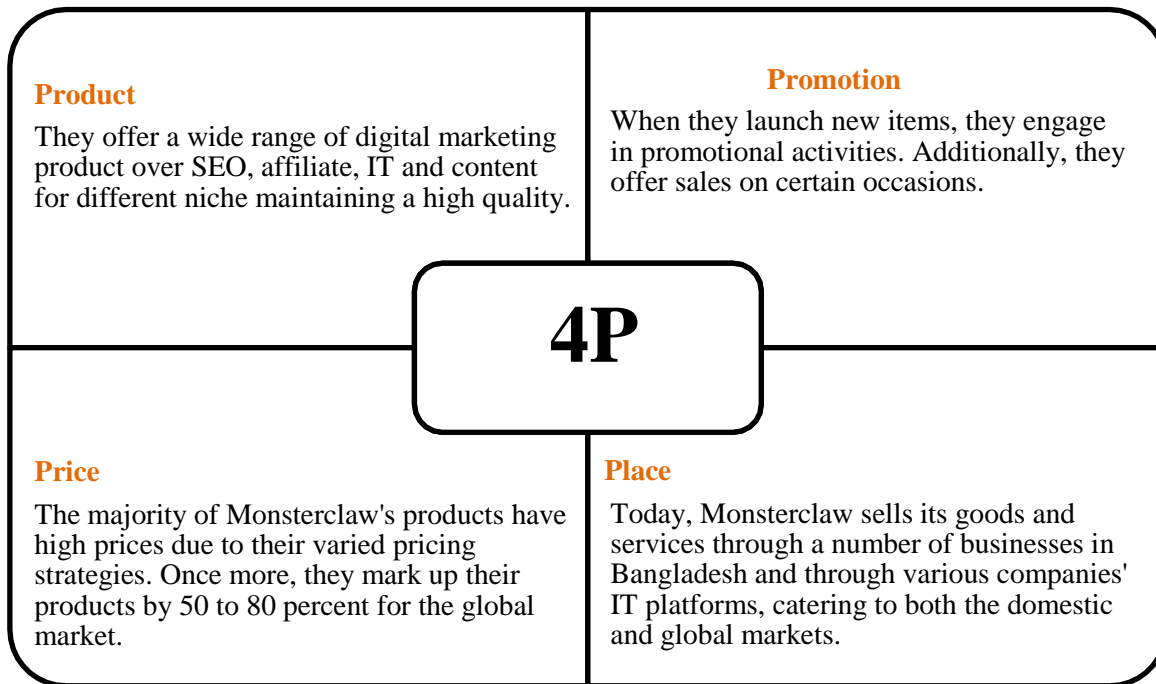 Product
They offer a wide range of digital marketing
product over SEO, affiliate, IT and content
for different niche maintaining a high quality.
Promotion
When they launch new items, they engage
in promotional activities. Additionally, they
offer sales on certain occasions.
4P
Price
The majority of Monsterclaw's products have
high prices due to their varied pricing
strategies. Once more, they mark up their
products by 50 to 80 percent for the global
market.
Place
Today, Monsterclaw sells its goods and
services through a number of businesses in
Bangladesh and through various companies'
IT platforms, catering to both the domestic
and global markets.